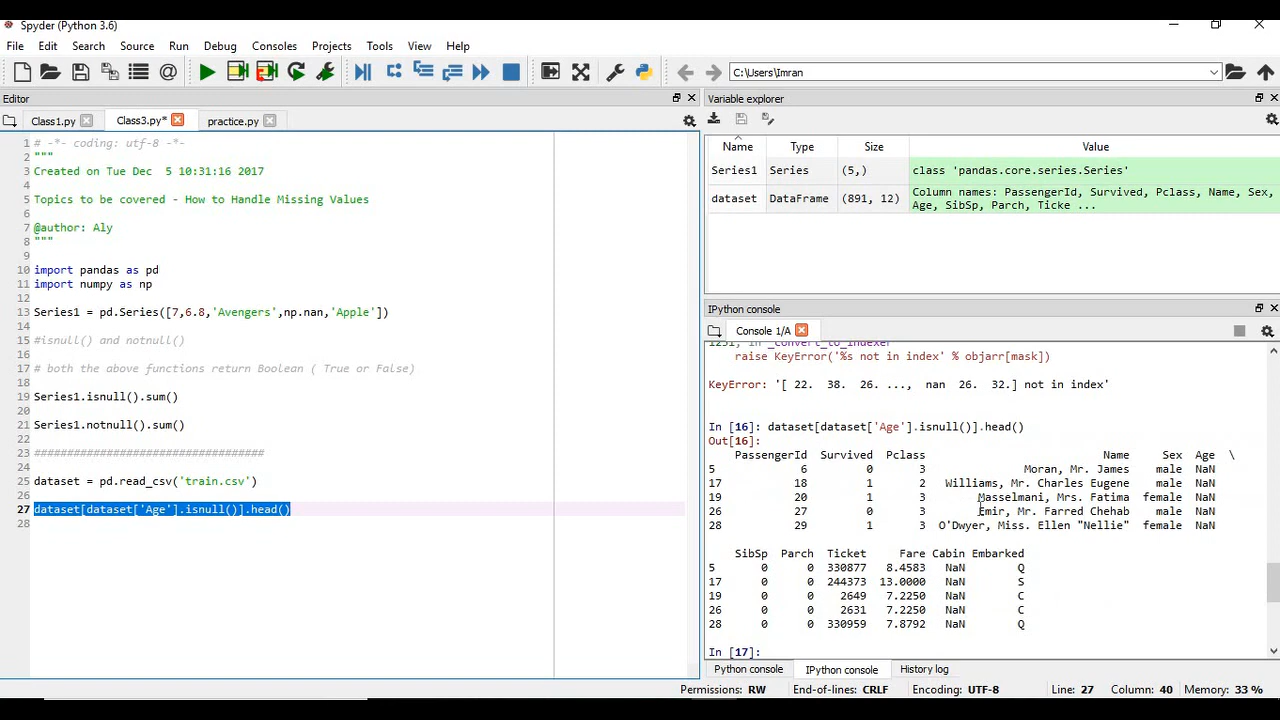 Spyder (Python 3.6)
File Edit Search Source Run Debug Consoles Projects Tools View Help
C:\Users\Imran
Editor
Class1.py Class3.py* practice.py
1 # -*- coding: utf-8 -*-
2 """
3 Created on Tue Dec  5 10:31:16 2017
4
5 Topics to be covered - How to Handle Missing Values
6
7 @author: Aly
8 """
9
10 import pandas as pd
11 import numpy as np
12
13 Series1 = pd.Series([7,6.8,'Avengers',np.nan,'Apple'])
14
15 #isnull() and notnull()
16
17 # both the above functions return Boolean ( True or False)
18
19 Series1.isnull().sum()
20
21 Series1.notnull().sum()
22
23 ###################################
24
25 dataset = pd.read_csv('train.csv')
26
27 dataset[dataset['Age'].isnull()].head()
28
Variable explorer
Name Type Size Value
Series1 Series (5,) class 'pandas.core.series.Series'
dataset DataFrame (891, 12) Column names: PassengerId, Survived, Pclass, Name, Sex,
Age, SibSp, Parch, Ticke ...
IPython console
Console 1/A
1231, in _convert_to_indexer
raise KeyError('%s not in index' % objarr[mask])
KeyError: '[ 22.  38.  26. ...,  nan  26.  32.] not in index'
In [16]: dataset[dataset['Age'].isnull()].head()
Out[16]:
PassengerId Survived Pclass Name Sex Age \
5 6 0 3 Moran, Mr. James male NaN
17 18 1 2 Williams, Mr. Charles Eugene male NaN
19 20 1 3 Masselmani, Mrs. Fatima female NaN
26 27 0 3 Emir, Mr. Farred Chehab male NaN
28 29 1 3 O'Dwyer, Miss. Ellen "Nellie" female NaN
SibSp Parch Ticket Fare Cabin Embarked
5 0 0 330877 8.4583 NaN Q
17 0 0 244373 13.0000 NaN S
19 0 0 2649 7.2250 NaN C
26 0 0 2631 7.2250 NaN C
28 0 0 330959 7.8792 NaN Q
In [17]:
Python console IPython console History log
Permissions: RW End-of-lines: CRLF Encoding: UTF-8 Line: 27 Column: 40 Memory: 33 %